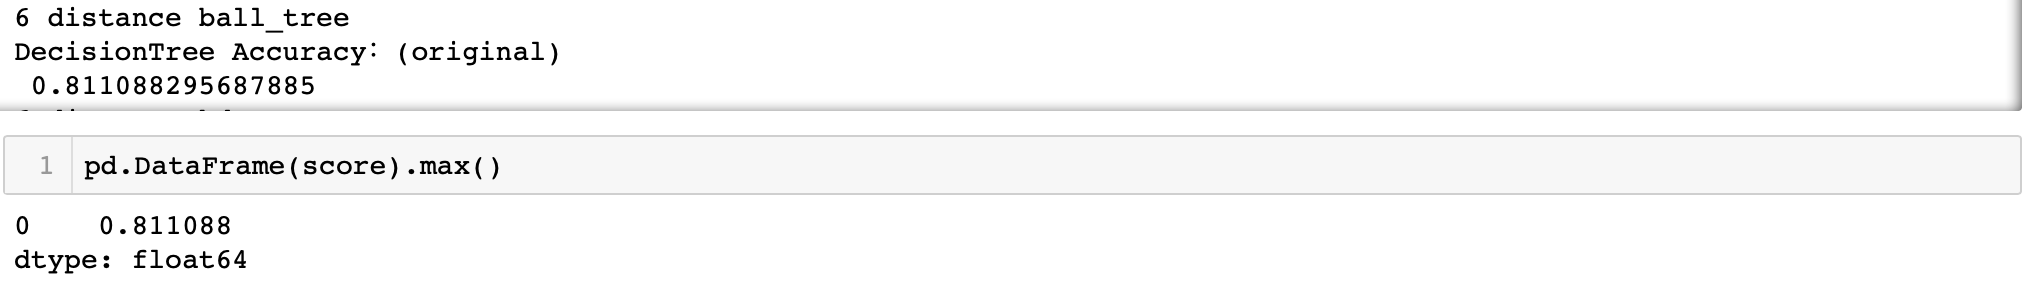 6 distance ball_tree
DecisionTree Accuracy：(original)
 0.811088295687885
1 pd.DataFrame(score).max()
0    0.811088
dtype: float64